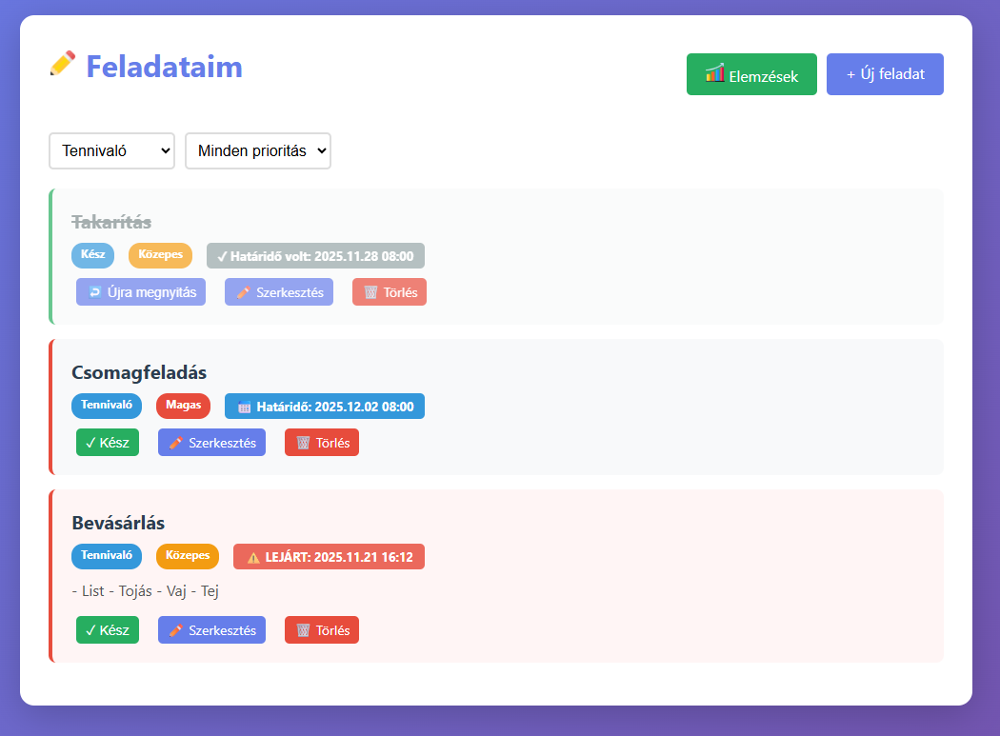 Feladataim
Elemzések
+ Új feladat
Tennivaló Minden prioritás
Takarítás
Kész Közepes ✓ Határidő volt: 2025.11.28 08:00
Újra megnyitás Szerkesztés Törlés
Csomagfeladás
Tennivaló Magas Határidő: 2025.12.02 08:00
✓ Kész Szerkesztés Törlés
Bevásárlás
Tennivaló Közepes LEJÁRT: 2025.11.21 16:12
- List - Tojás - Vaj - Tej
✓ Kész Szerkesztés Törlés